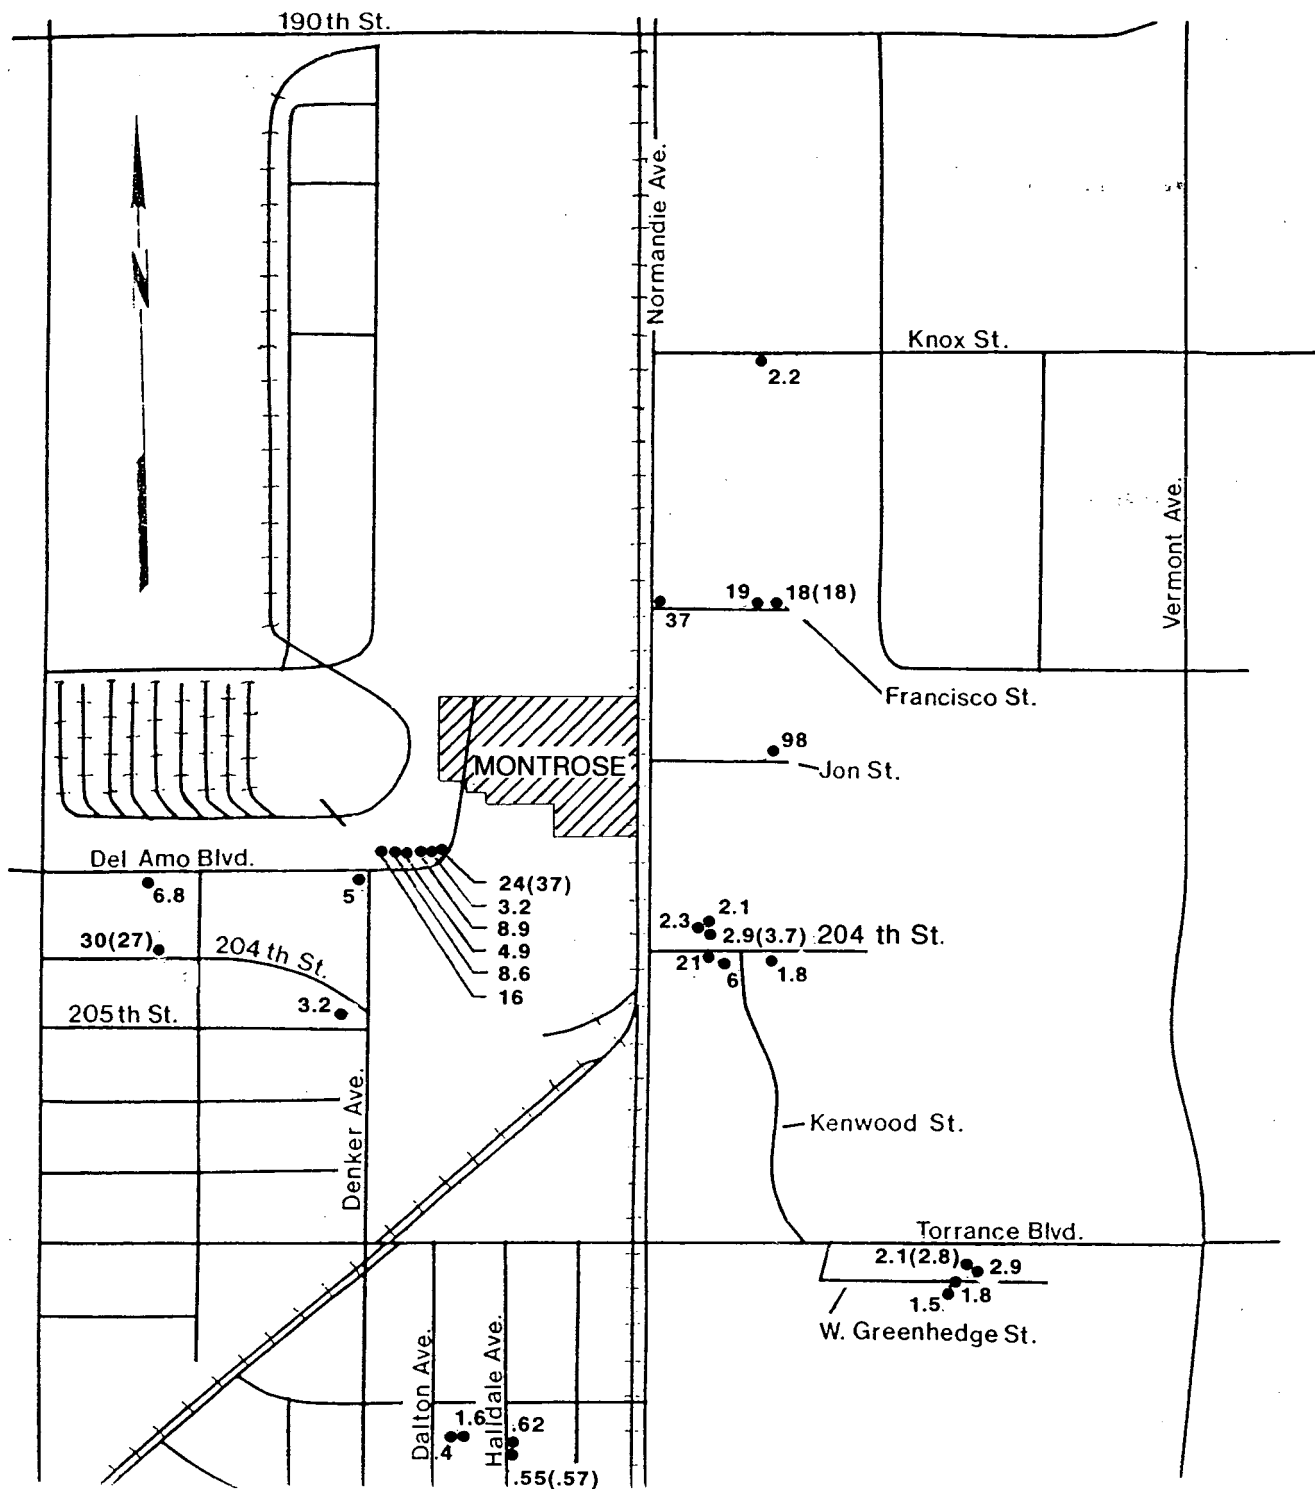 190th St.
Normandie Ave.
N
Knox St.
2.2
Vermont Ave.
19
18(18)
37
Francisco St.
98
MONTROSE
Jon St.
Del Amo Blvd.
6.8
5
24(37)
3.2
8.9
4.9
8.6
16
2.3
2.1
2.9(3.7)
204 th St.
21
6
1.8
30(27)
204 th St.
3.2
205th St.
Denker Ave.
Kenwood St.
Torrance Blvd.
2.1(2.8)
2.9
1.8
1.5
W. Greenhedge St.
Dalton Ave.
Halldale Ave.
1.6
.4
.62
.55(.57)